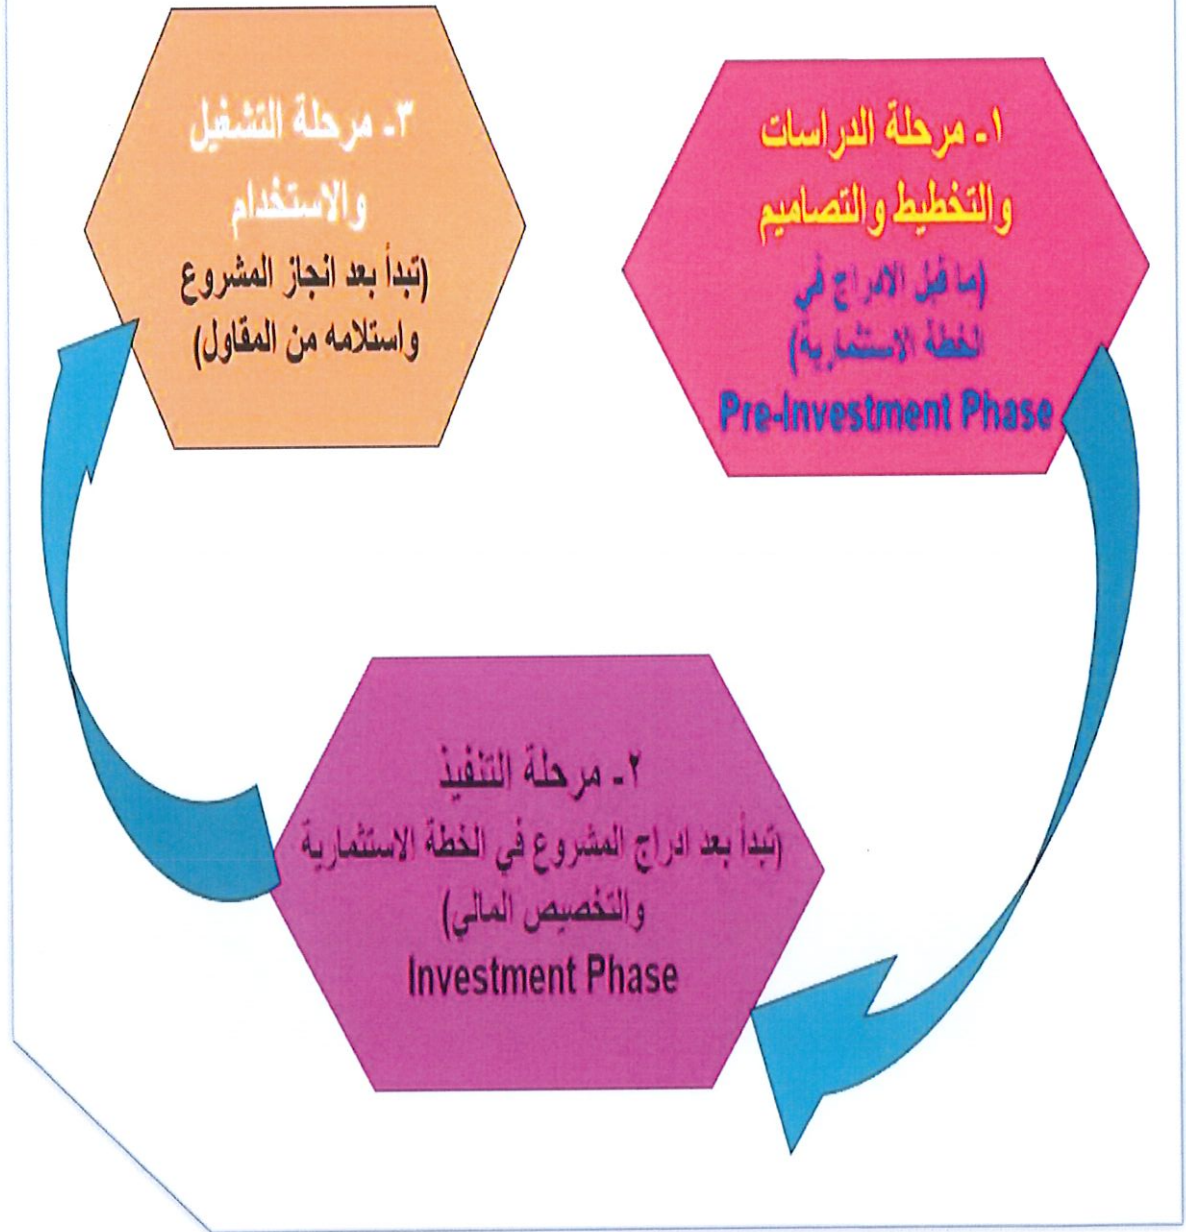 ١- مرحلة الدراسات
والتخطيط والتصاميم
(ما قبل الادراج في
الخطة الاستثمارية)
Pre-Investment Phase
٢- مرحلة التنفيذ
(تبدأ بعد ادراج المشروع في الخطة الاستثمارية
والتخصيص المالي)
Investment Phase
٣- مرحلة التشغيل
والاستخدام
(تبدأ بعد انجاز المشروع
واستلامه من المقاول)